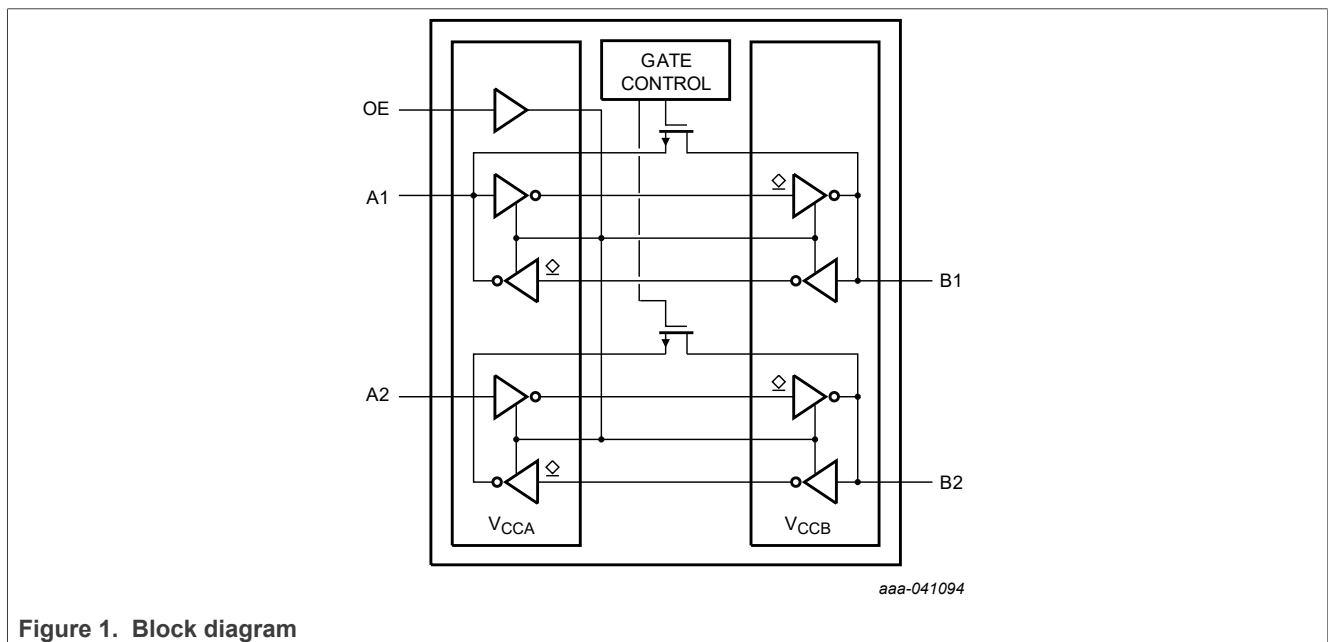 GATE
CONTROL
OE
A1
B1
A2
B2
VCCA
VCCB
aaa-041094
Figure 1. Block diagram